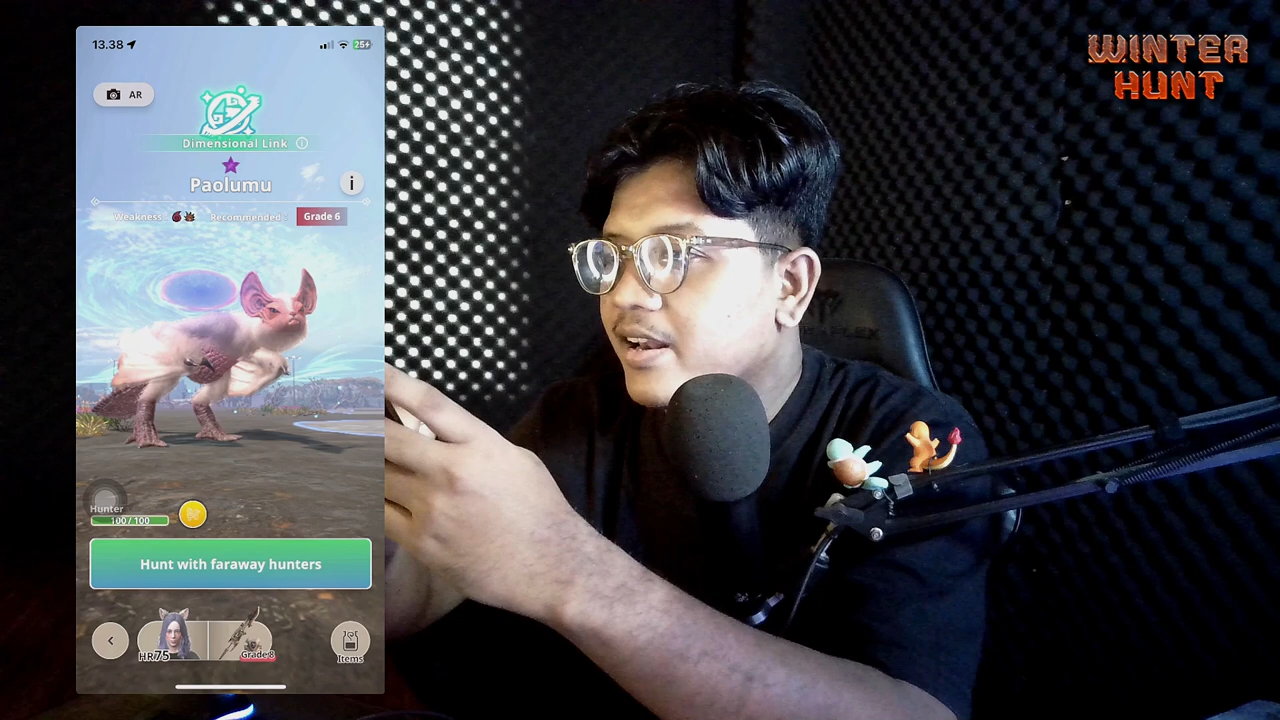 13.38
25
AR
Dimensional Link
Paolumu
i
Weakness: Recommended: Grade 6
Hunter
100/100
Hunt with faraway hunters
HR75
Grade 8
Items
WINTER
HUNT